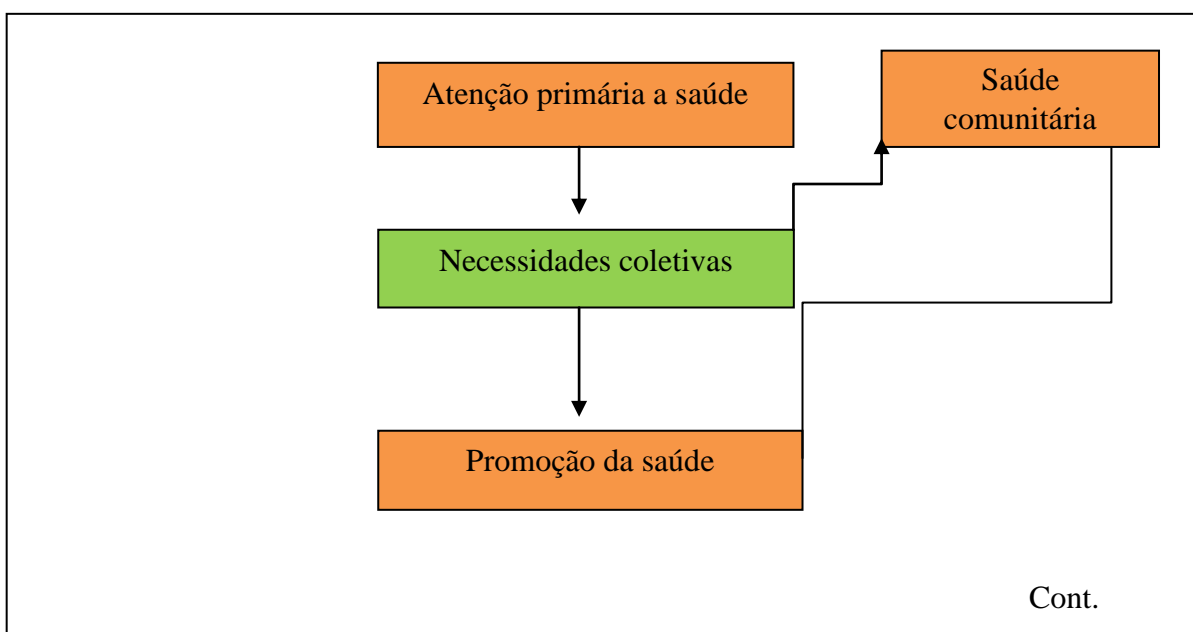 Atenção primária a saúde
Saúde
comunitária
Necessidades coletivas
Promoção da saúde
Cont.